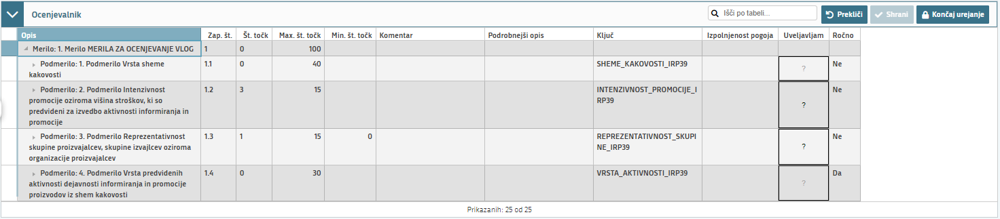 Ocenjevalnik
Išči po tabeli...
Prekliči
Shrani
Končaj urejanje
Opis Zap. št. Št. točk Max. št. točk Min. št. točk Komentar Podrobnejši opis Ključ Izpolnjenost pogoja Uveljavljam Ročno
Merilo: 1. Merilo MERILA ZA OCENJEVANJE VLOG 1 0 100
Podmerilo: 1. Podmerilo Vrsta sheme 1.1 0 40 SHEME_KAKOVOSTI_IRP39 ? Ne
kakovosti
Podmerilo: 2. Podmerilo Intenzivnost 1.2 3 15 INTENZIVNOST_PROMOCIJE_I Ne
promocije oziroma višina stroškov, ki so RP39
predvideni za izvedbo aktivnosti informiranja in ?
promocije
Podmerilo: 3. Podmerilo Reprezentativnost 1.3 1 15 0 REPREZENTATIVNOST_SKUPI Ne
skupine proizvajalcev, skupine izvajlcev oziroma NE_IRP39 ?
organizacije proizvajalcev
Podmerilo: 4. Podmerilo Vrsta predvidenih 1.4 0 30 VRSTA_AKTIVNOSTI_IRP39 Da
aktivnosti dejavnosti informiranja in promocije ?
proizvodov iz shem kakovosti
Prikazanih: 25 od 25